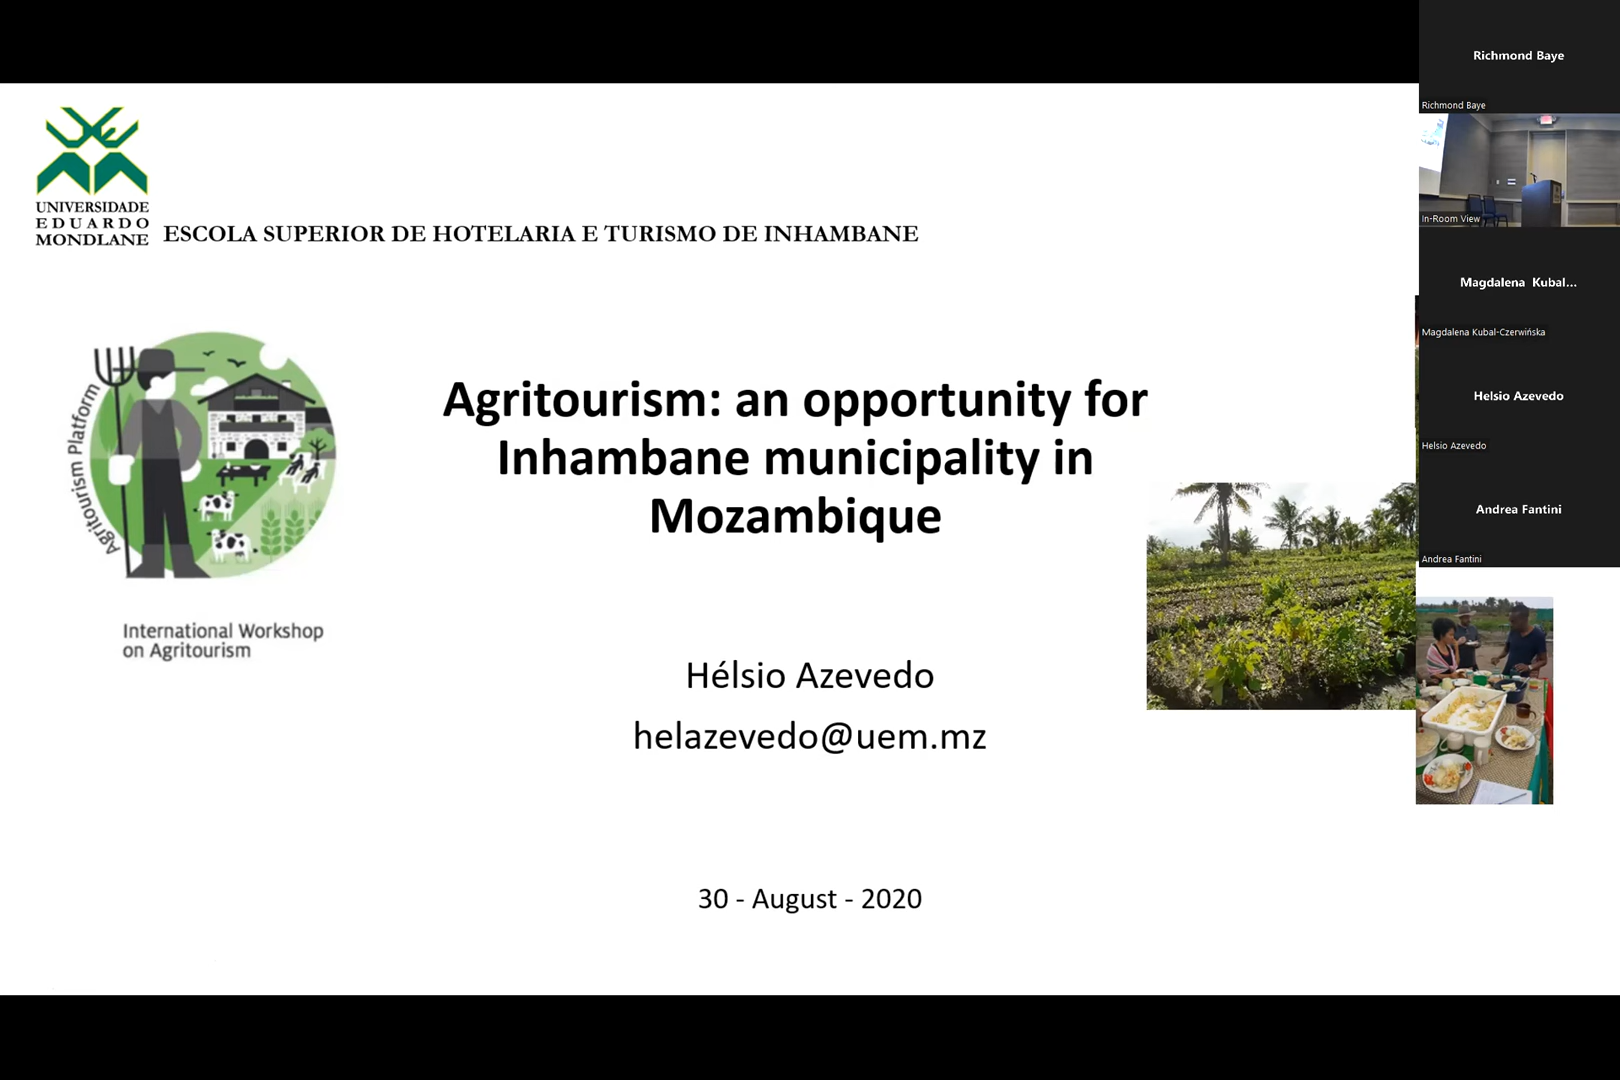 UNIVERSIDADE
EDUARDO
MONDLANE
ESCOLA SUPERIOR DE HOTELARIA E TURISMO DE INHAMBANE
Agritourism Platform
International Workshop
on Agritourism
Agritourism: an opportunity for
Inhambane municipality in
Mozambique
Hélsio Azevedo
helazevedo@uem.mz
30 - August - 2020
Richmond Baye
Richmond Baye
In-Room View
Magdalena Kubal...
Magdalena Kubal-Czerwińska
Helsio Azevedo
Helsio Azevedo
Andrea Fantini
Andrea Fantini